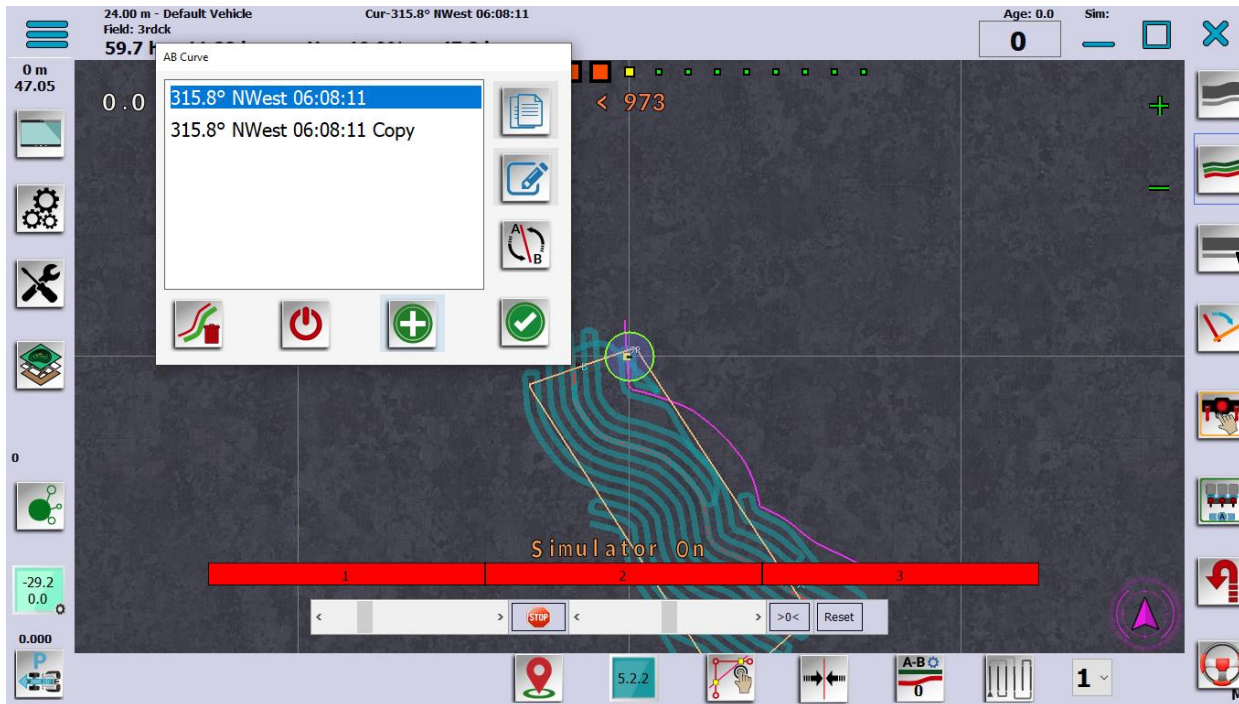 24.00 m - Default Vehicle
Cur-315.8° NWest 06:08:11
Age: 0.0
Sim:
Field: 3rdck
59.7
0
0 m
47.05
AB Curve
315.8° NWest 06:08:11
315.8° NWest 06:08:11 Copy
A
B
0.0
< 973
0
Simulator On
1
2
3
STOP
>0<
Reset
-29.2
0.0
0.000
P
5.2.2
A-B
0
1
A
M